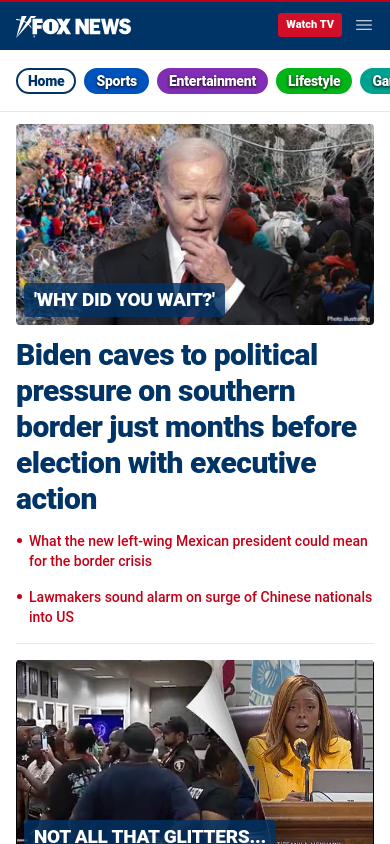 FOX NEWS
Watch TV
Home
Sports
Entertainment
Lifestyle
'WHY DID YOU WAIT?'
Photo illustration
Biden caves to political
pressure on southern
border just months before
election with executive
action
• What the new left-wing Mexican president could mean
for the border crisis
• Lawmakers sound alarm on surge of Chinese nationals
into US
NOT ALL THAT GLITTERS...